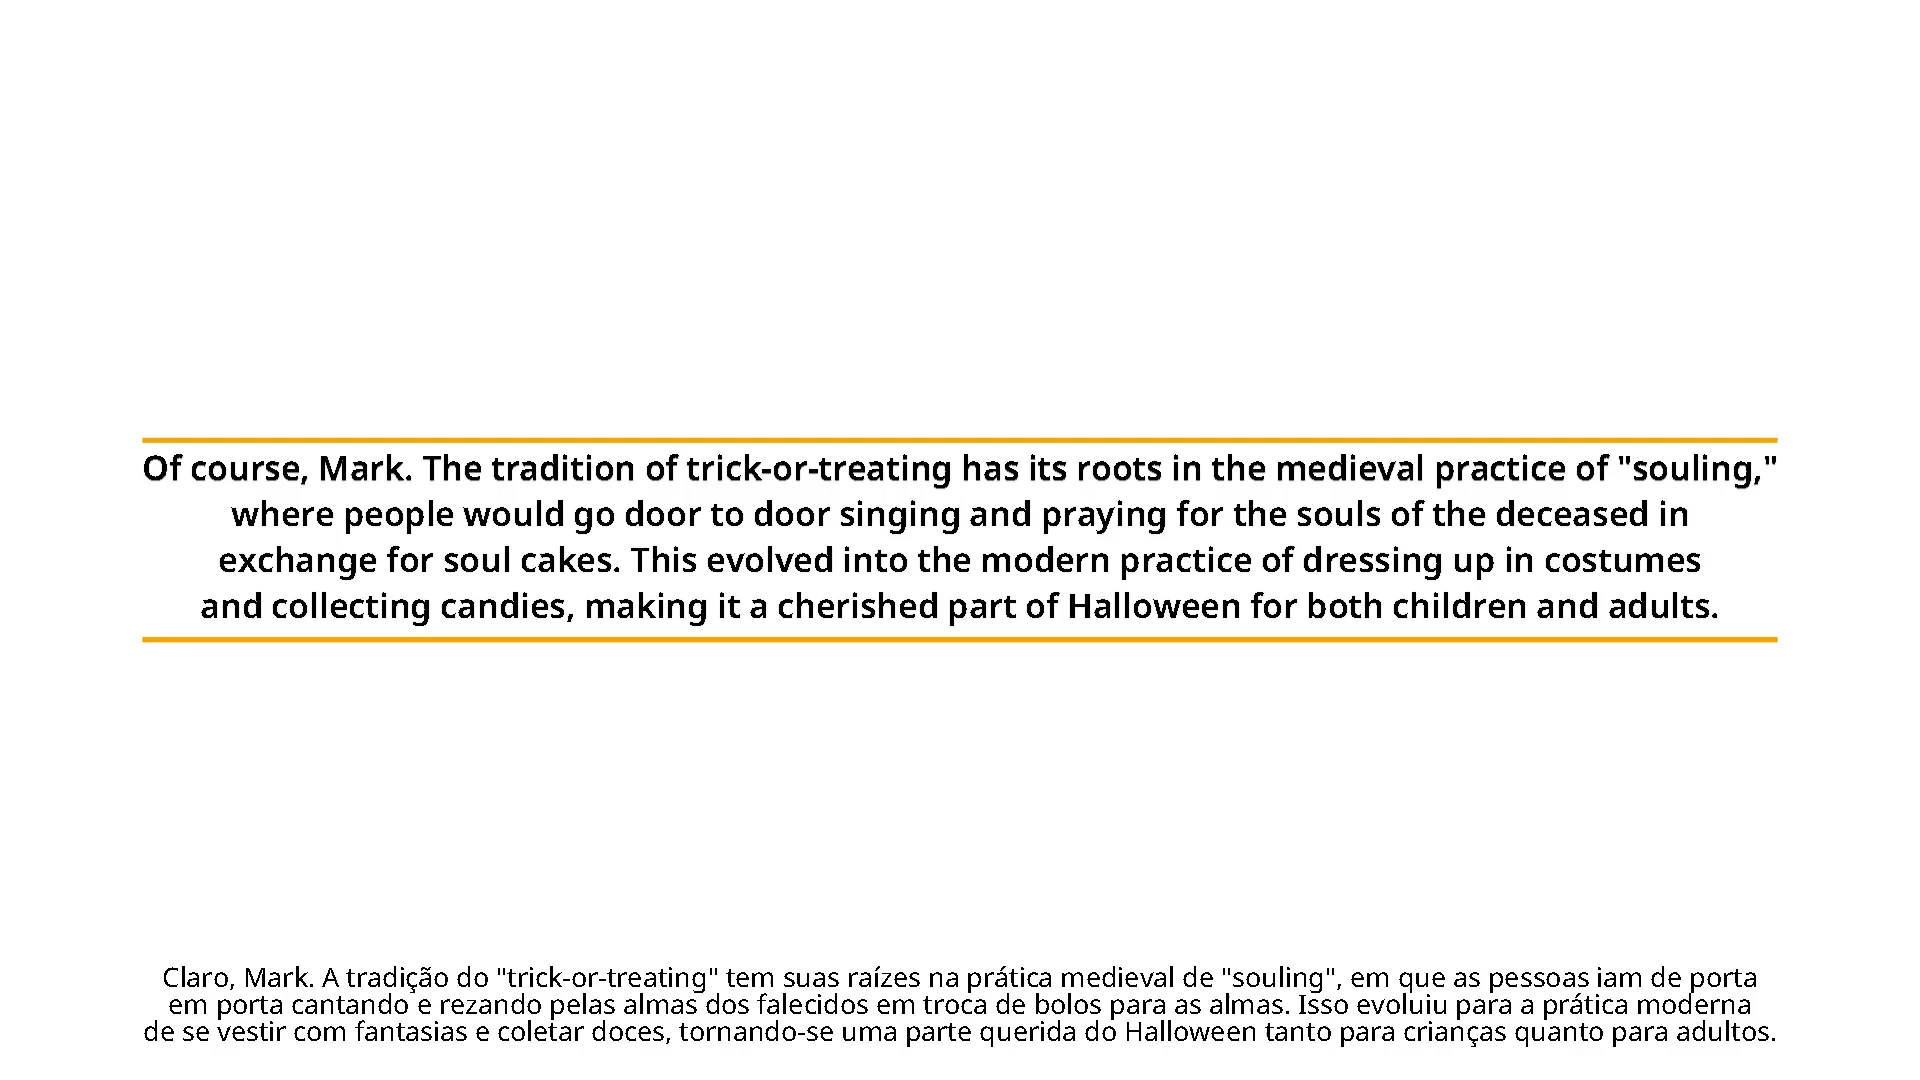 Of course, Mark. The tradition of trick-or-treating has its roots in the medieval practice of "souling,"
where people would go door to door singing and praying for the souls of the deceased in
exchange for soul cakes. This evolved into the modern practice of dressing up in costumes
and collecting candies, making it a cherished part of Halloween for both children and adults.
Claro, Mark. A tradição do "trick-or-treating" tem suas raízes na prática medieval de "souling", em que as pessoas iam de porta
em porta cantando e rezando pelas almas dos falecidos em troca de bolos para as almas. Isso evoluiu para a prática moderna
de se vestir com fantasias e coletar doces, tornando-se uma parte querida do Halloween tanto para crianças quanto para adultos.